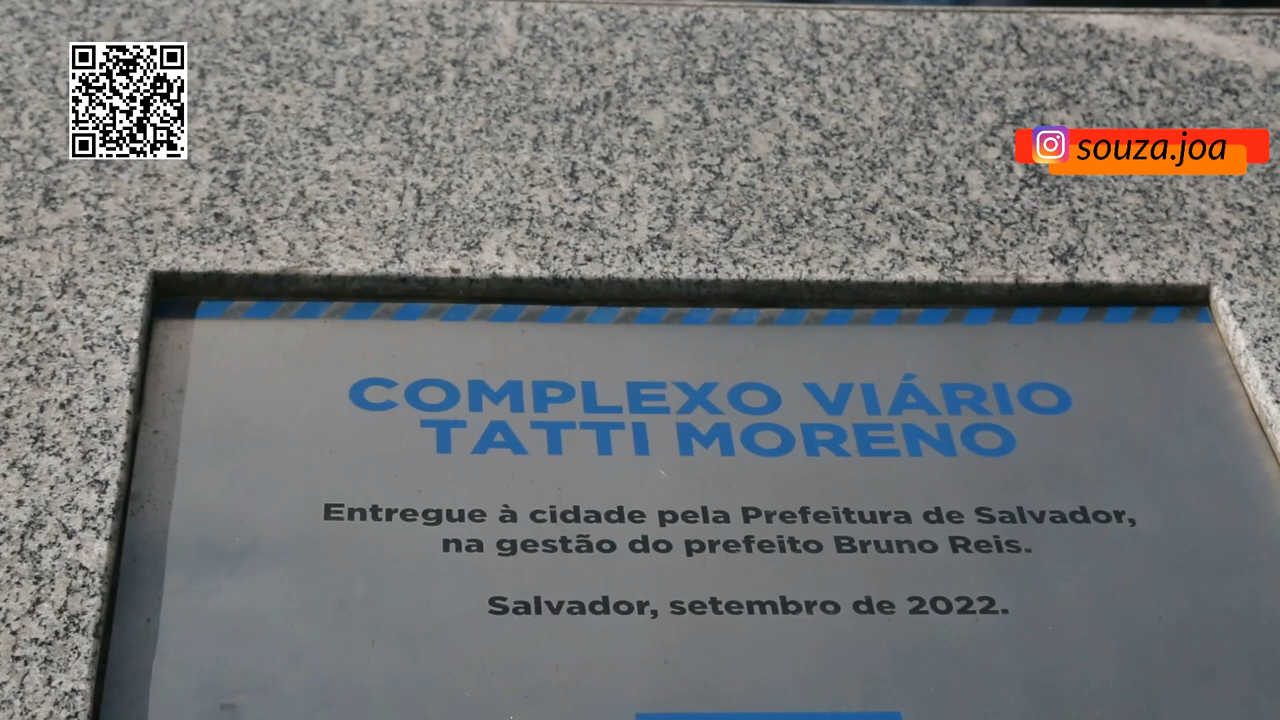 souza.joa
COMPLEXO VIÁRIO
TATTI MORENO
Entregue à cidade pela Prefeitura de Salvador,
na gestão do prefeito Bruno Reis.
Salvador, setembro de 2022.